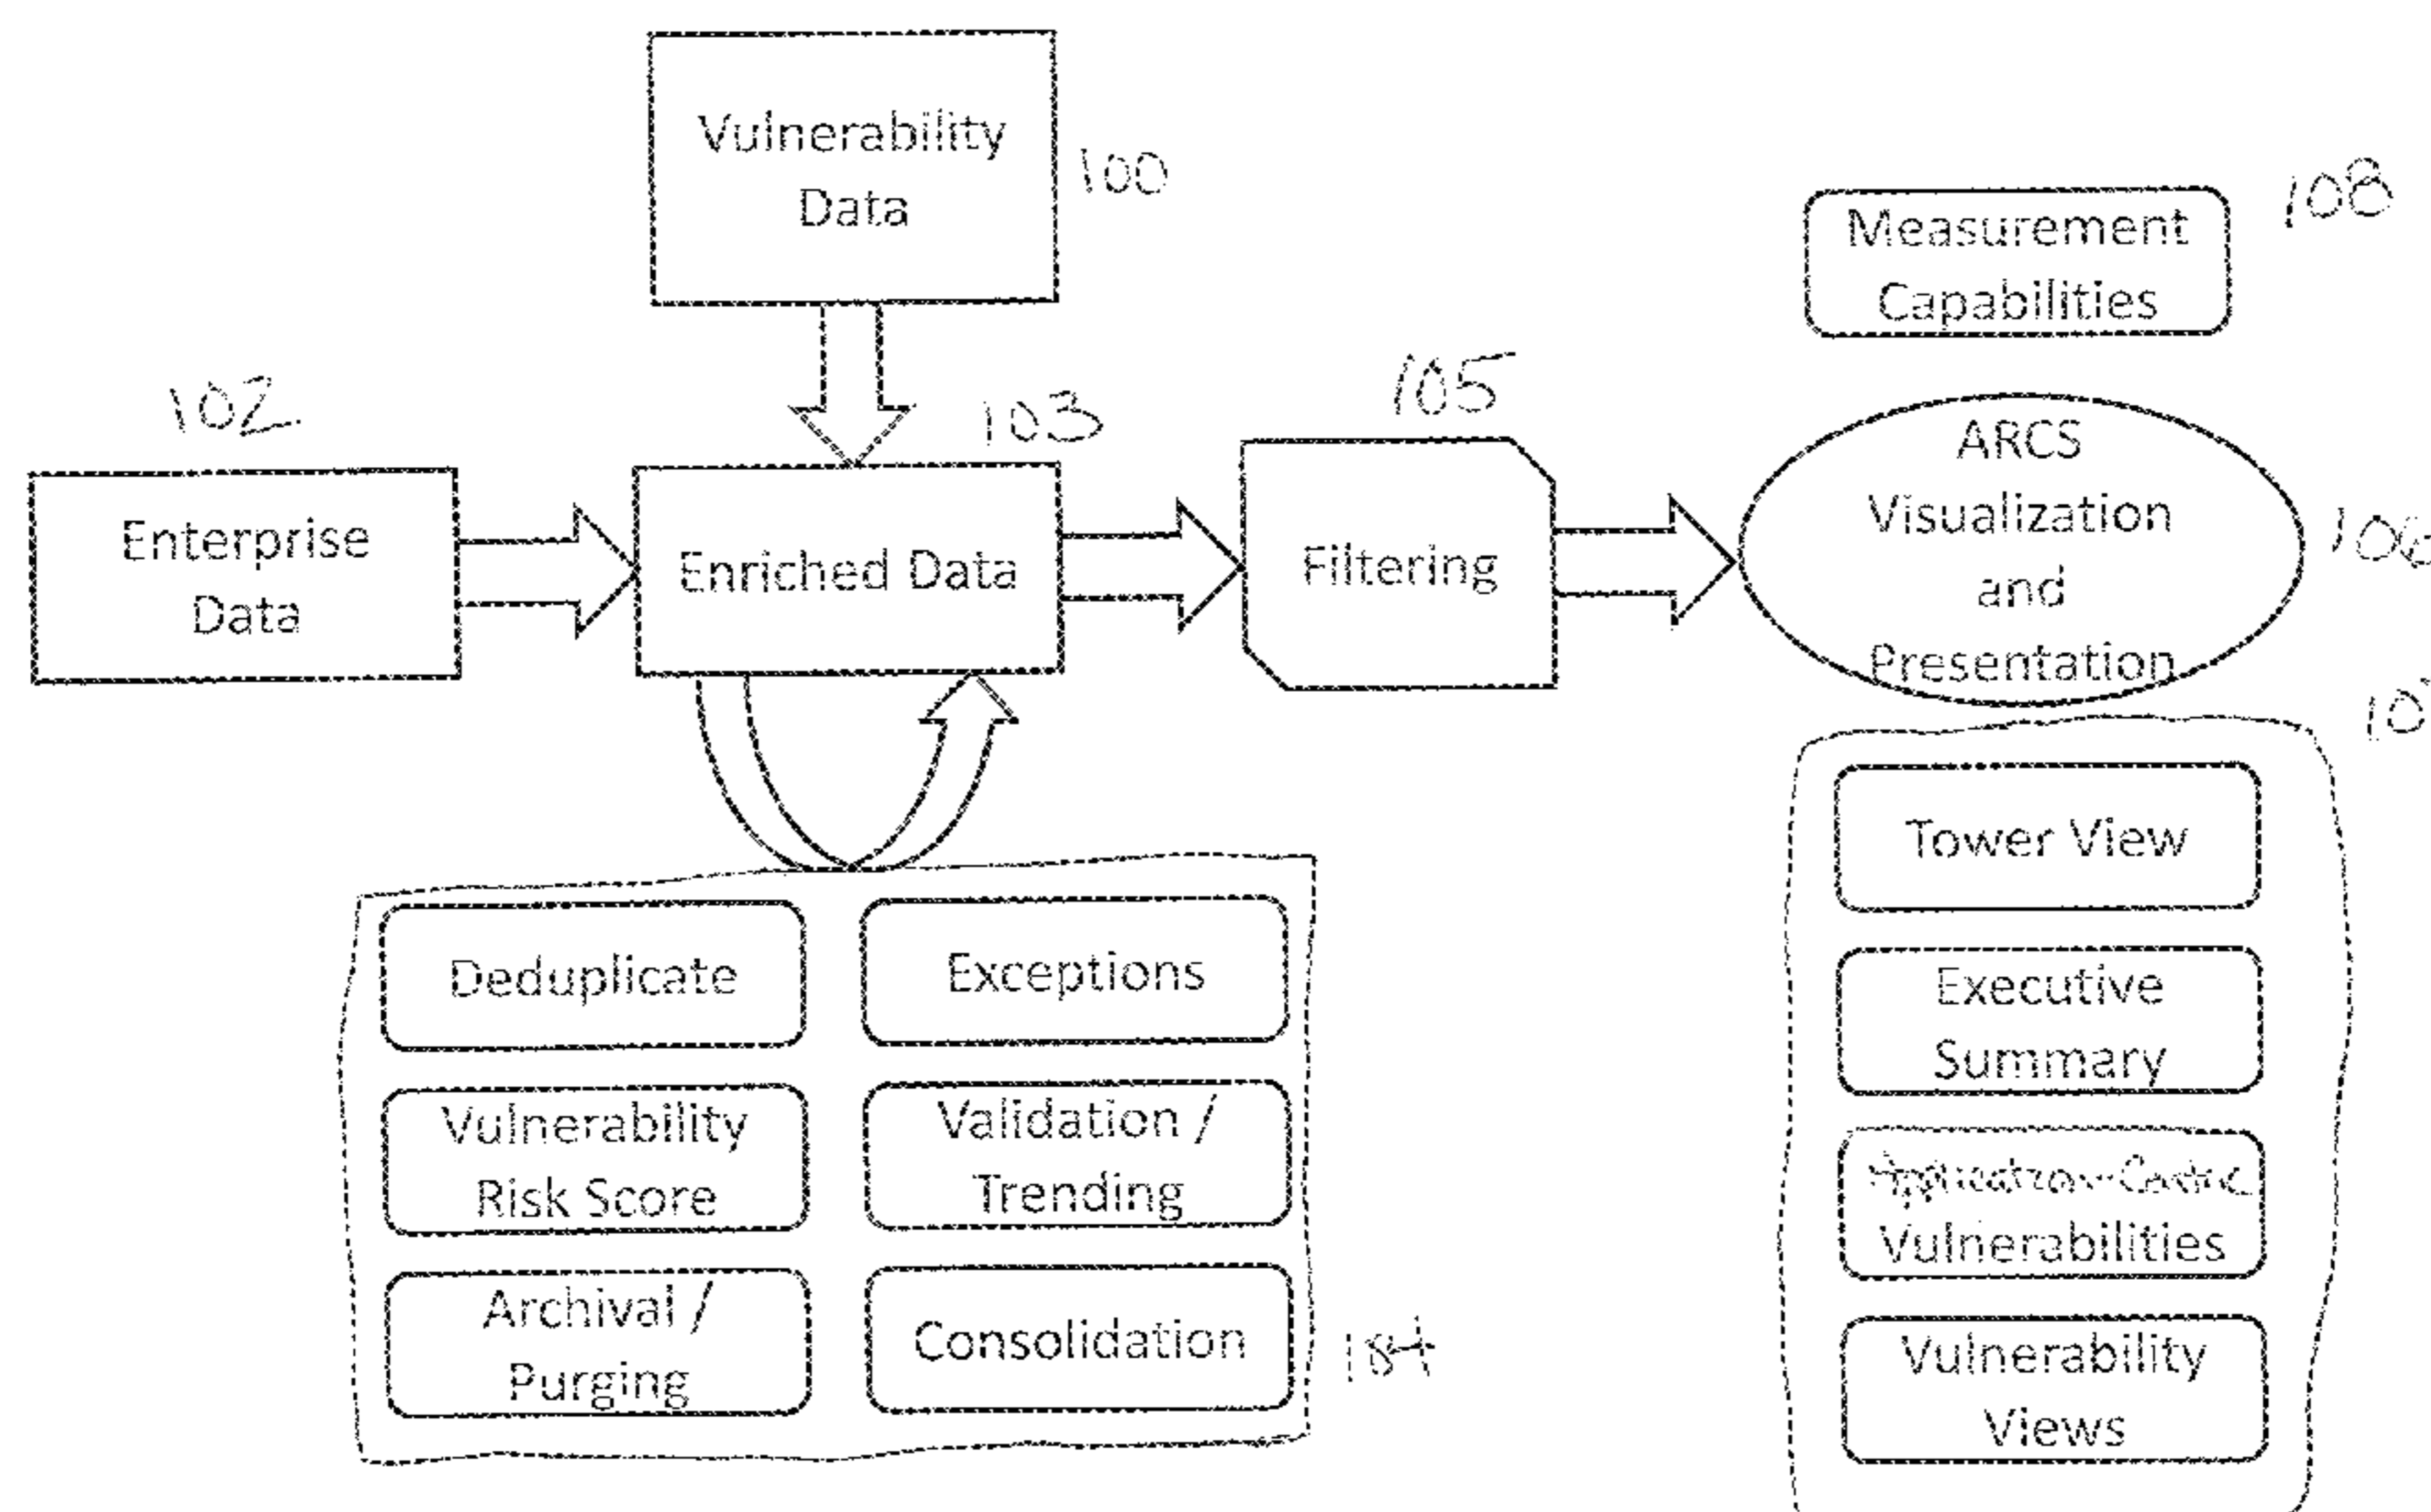 Vulnerability
Data
100
Measurement
Capabilities
108
102
103
105
Enterprise
Data
Enriched Data
Filtering
ARCS
Visualization
and
Presentation
Deduplicate
Exceptions
Vulnerability
Risk Score
Validation /
Trending
Archival /
Purging
Consolidation
Tower View
Executive
Summary
Vulnerabilities
Vulnerability
Views